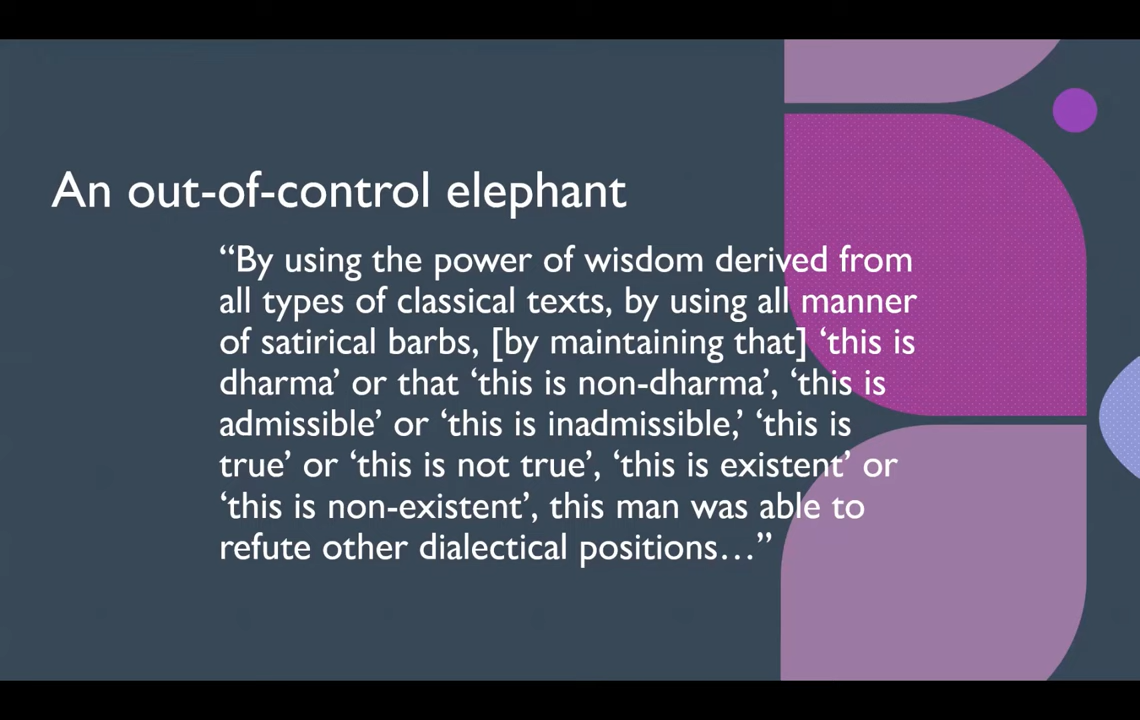 An out-of-control elephant
“By using the power of wisdom derived from
all types of classical texts, by using all manner
of satirical barbs, [by maintaining that] ‘this is
dharma’ or that ‘this is non-dharma’, ‘this is
admissible’ or ‘this is inadmissible,’ ‘this is
true’ or ‘this is not true’, ‘this is existent’ or
‘this is non-existent’, this man was able to
refute other dialectical positions…”